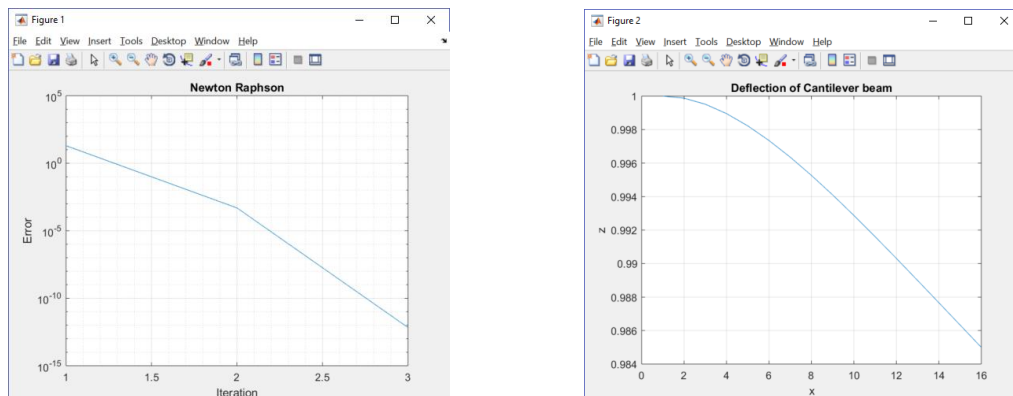 Figure 1
File Edit View Insert Tools Desktop Window Help
Newton Raphson
10^5
10^0
10^-5
10^-10
10^-15
Error
1 1.5 2 2.5 3
Iteration
Figure 2
File Edit View Insert Tools Desktop Window Help
Deflection of Cantilever beam
1
0.998
0.996
0.994
0.992
0.99
0.988
0.986
0.984
z
0 2 4 6 8 10 12 14 16
x